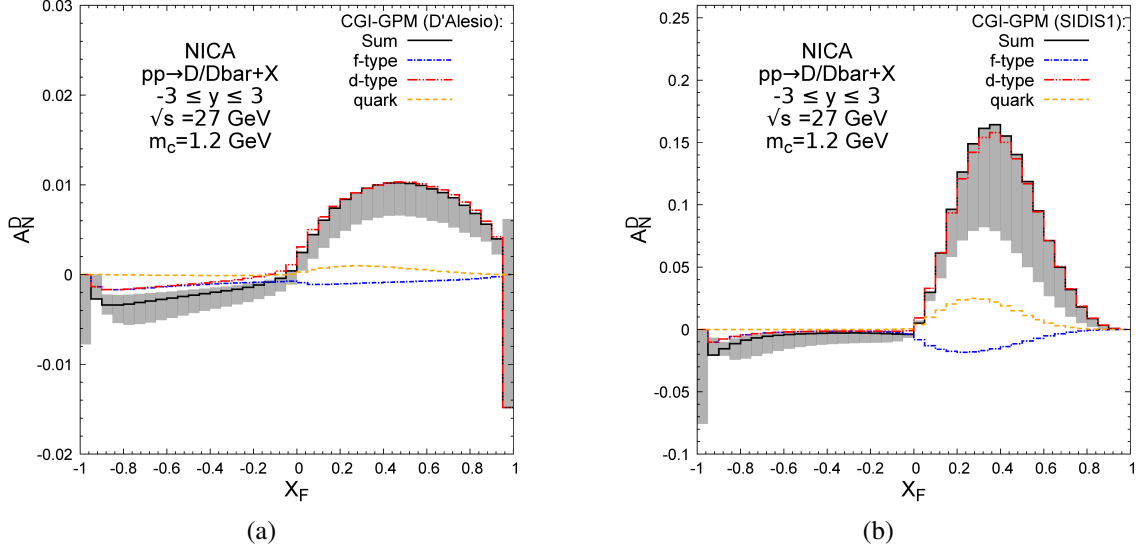 0.03
0.02
0.01
0
-0.01
-0.02
-1 -0.8 -0.6 -0.4 -0.2 0 0.2 0.4 0.6 0.8 1
A_N^D
X_F
NICA
pp→D/Dbar+X
-3 ≤ y ≤ 3
√s =27 GeV
m_c=1.2 GeV
CGI-GPM (D'Alesio):
Sum
f-type
d-type
quark
(a)
0.25
0.20
0.15
0.10
0.05
0
-0.05
-0.1
-1 -0.8 -0.6 -0.4 -0.2 0 0.2 0.4 0.6 0.8 1
A_N^D
X_F
NICA
pp→D/Dbar+X
-3 ≤ y ≤ 3
√s =27 GeV
m_c=1.2 GeV
CGI-GPM (SIDIS1):
Sum
f-type
d-type
quark
(b)